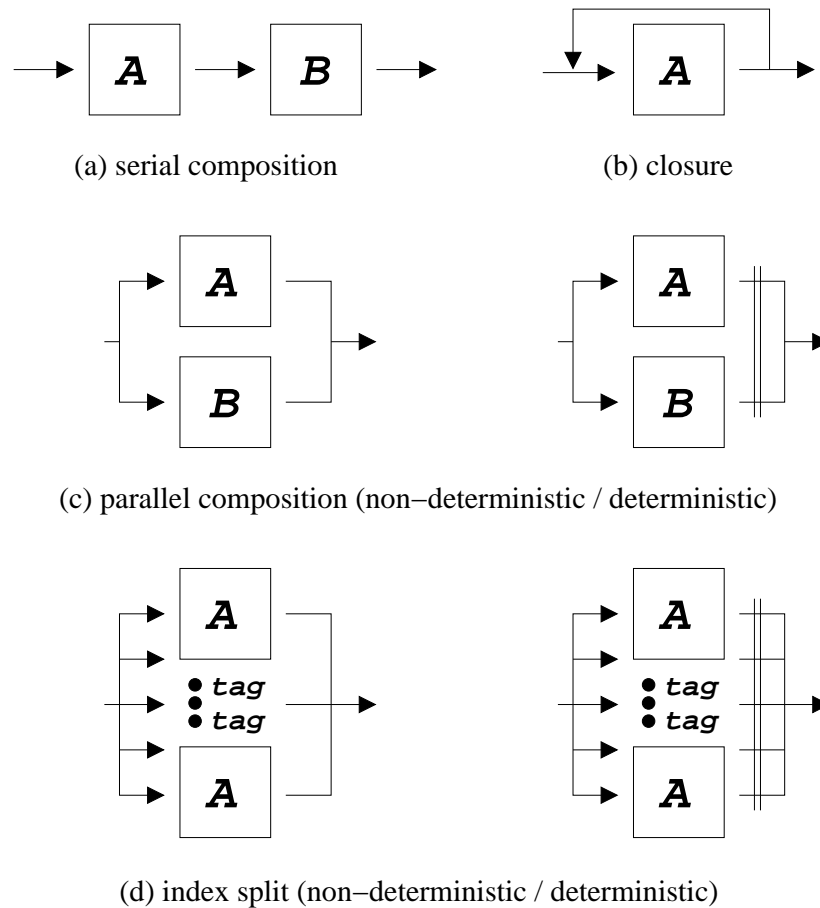 A B A
(a) serial composition (b) closure
A A
B B
(c) parallel composition (non−deterministic / deterministic)
A A
tag tag
tag tag
A A
(d) index split (non−deterministic / deterministic)